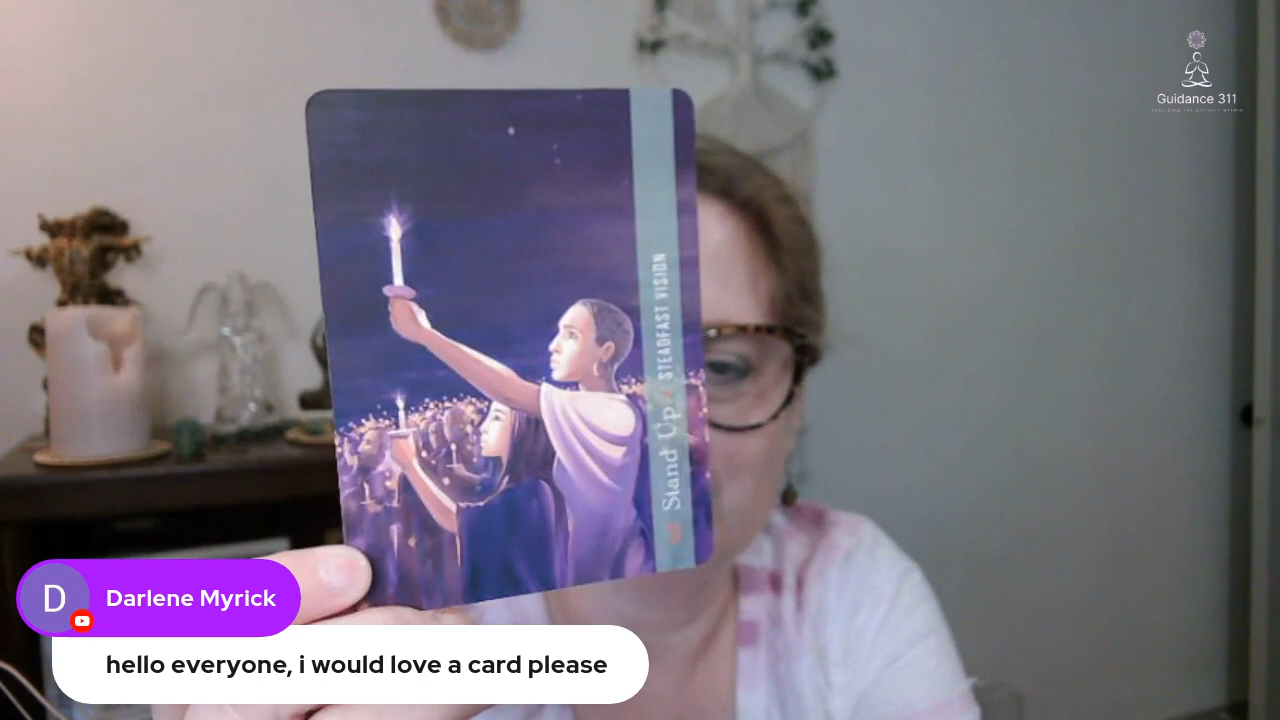 Guidance 311
Stand Up / STEADFAST VISION
D
Darlene Myrick
hello everyone, i would love a card please